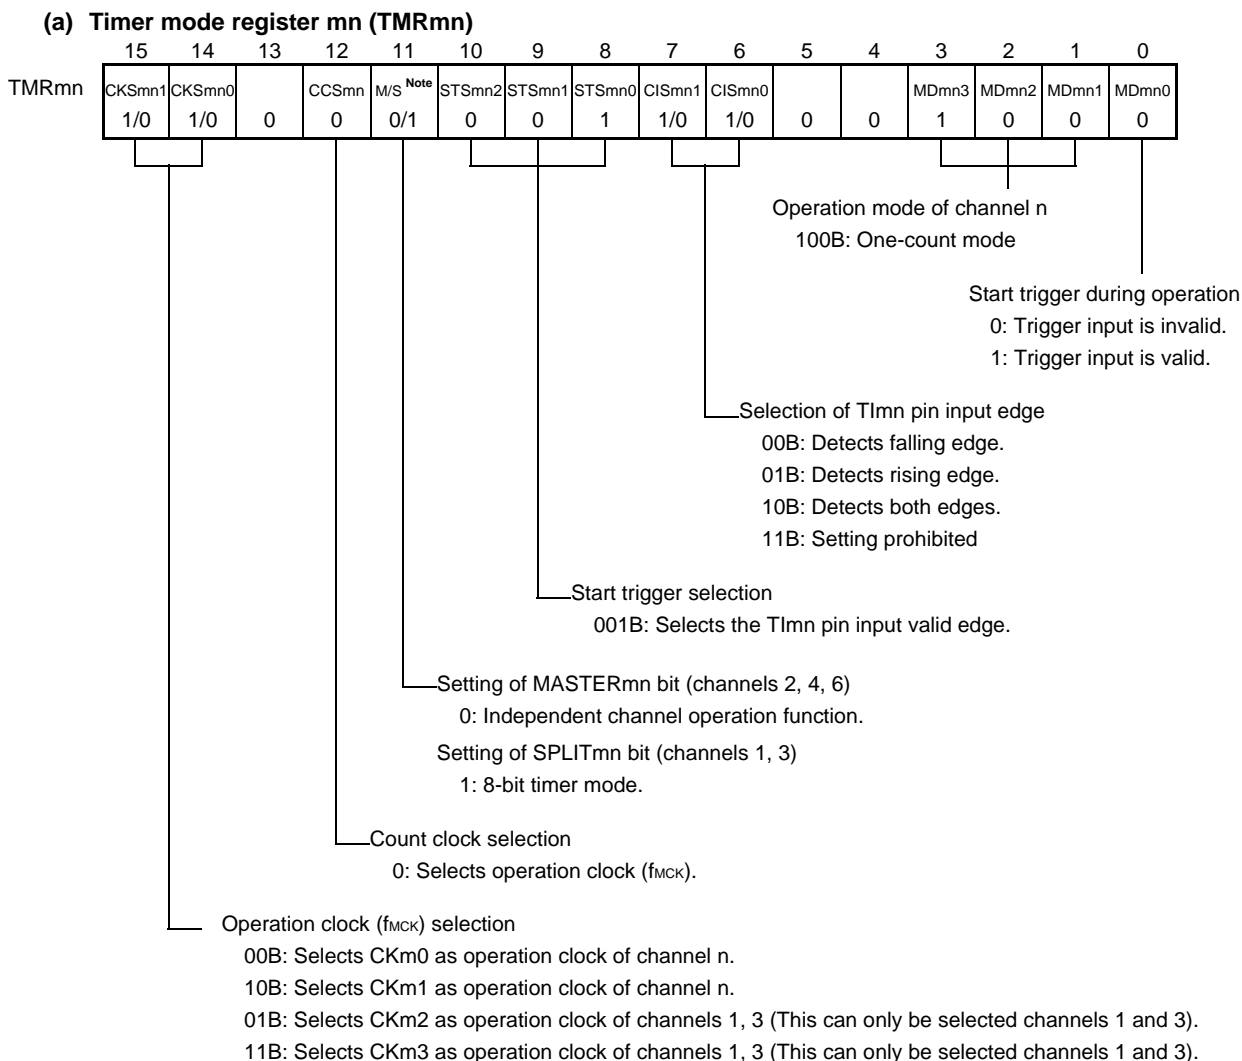 (a) Timer mode register mn (TMRmn)
15 14 13 12 11 10 9 8 7 6 5 4 3 2 1 0
TMRmn CKSmn1 CKSmn0 CCSmn M/S Note STSmn2 STSmn1 STSmn0 CISmn1 CISmn0 MDmn3 MDmn2 MDmn1 MDmn0
1/0 1/0 0 0 0/1 0 0 1 1/0 1/0 0 0 1 0 0 0
Operation mode of channel n
100B: One-count mode
Start trigger during operation
0: Trigger input is invalid.
1: Trigger input is valid.
Selection of TImn pin input edge
00B: Detects falling edge.
01B: Detects rising edge.
10B: Detects both edges.
11B: Setting prohibited
Start trigger selection
001B: Selects the TImn pin input valid edge.
Setting of MASTERmn bit (channels 2, 4, 6)
0: Independent channel operation function.
Setting of SPLITmn bit (channels 1, 3)
1: 8-bit timer mode.
Count clock selection
0: Selects operation clock (fMCK).
Operation clock (fMCK) selection
00B: Selects CKm0 as operation clock of channel n.
10B: Selects CKm1 as operation clock of channel n.
01B: Selects CKm2 as operation clock of channels 1, 3 (This can only be selected channels 1 and 3).
11B: Selects CKm3 as operation clock of channels 1, 3 (This can only be selected channels 1 and 3).